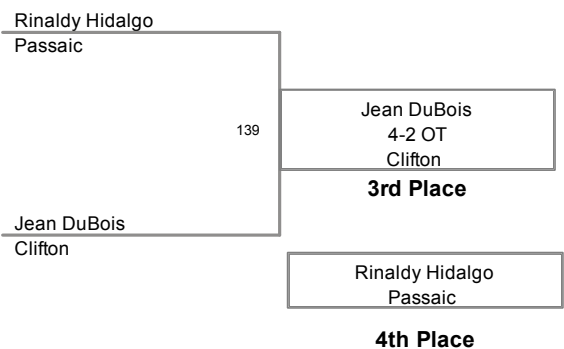 Rinaldy Hidalgo
Passaic
139
Jean DuBois
4-2 OT
Clifton
3rd Place
Jean DuBois
Clifton
Rinaldy Hidalgo
Passaic
4th Place